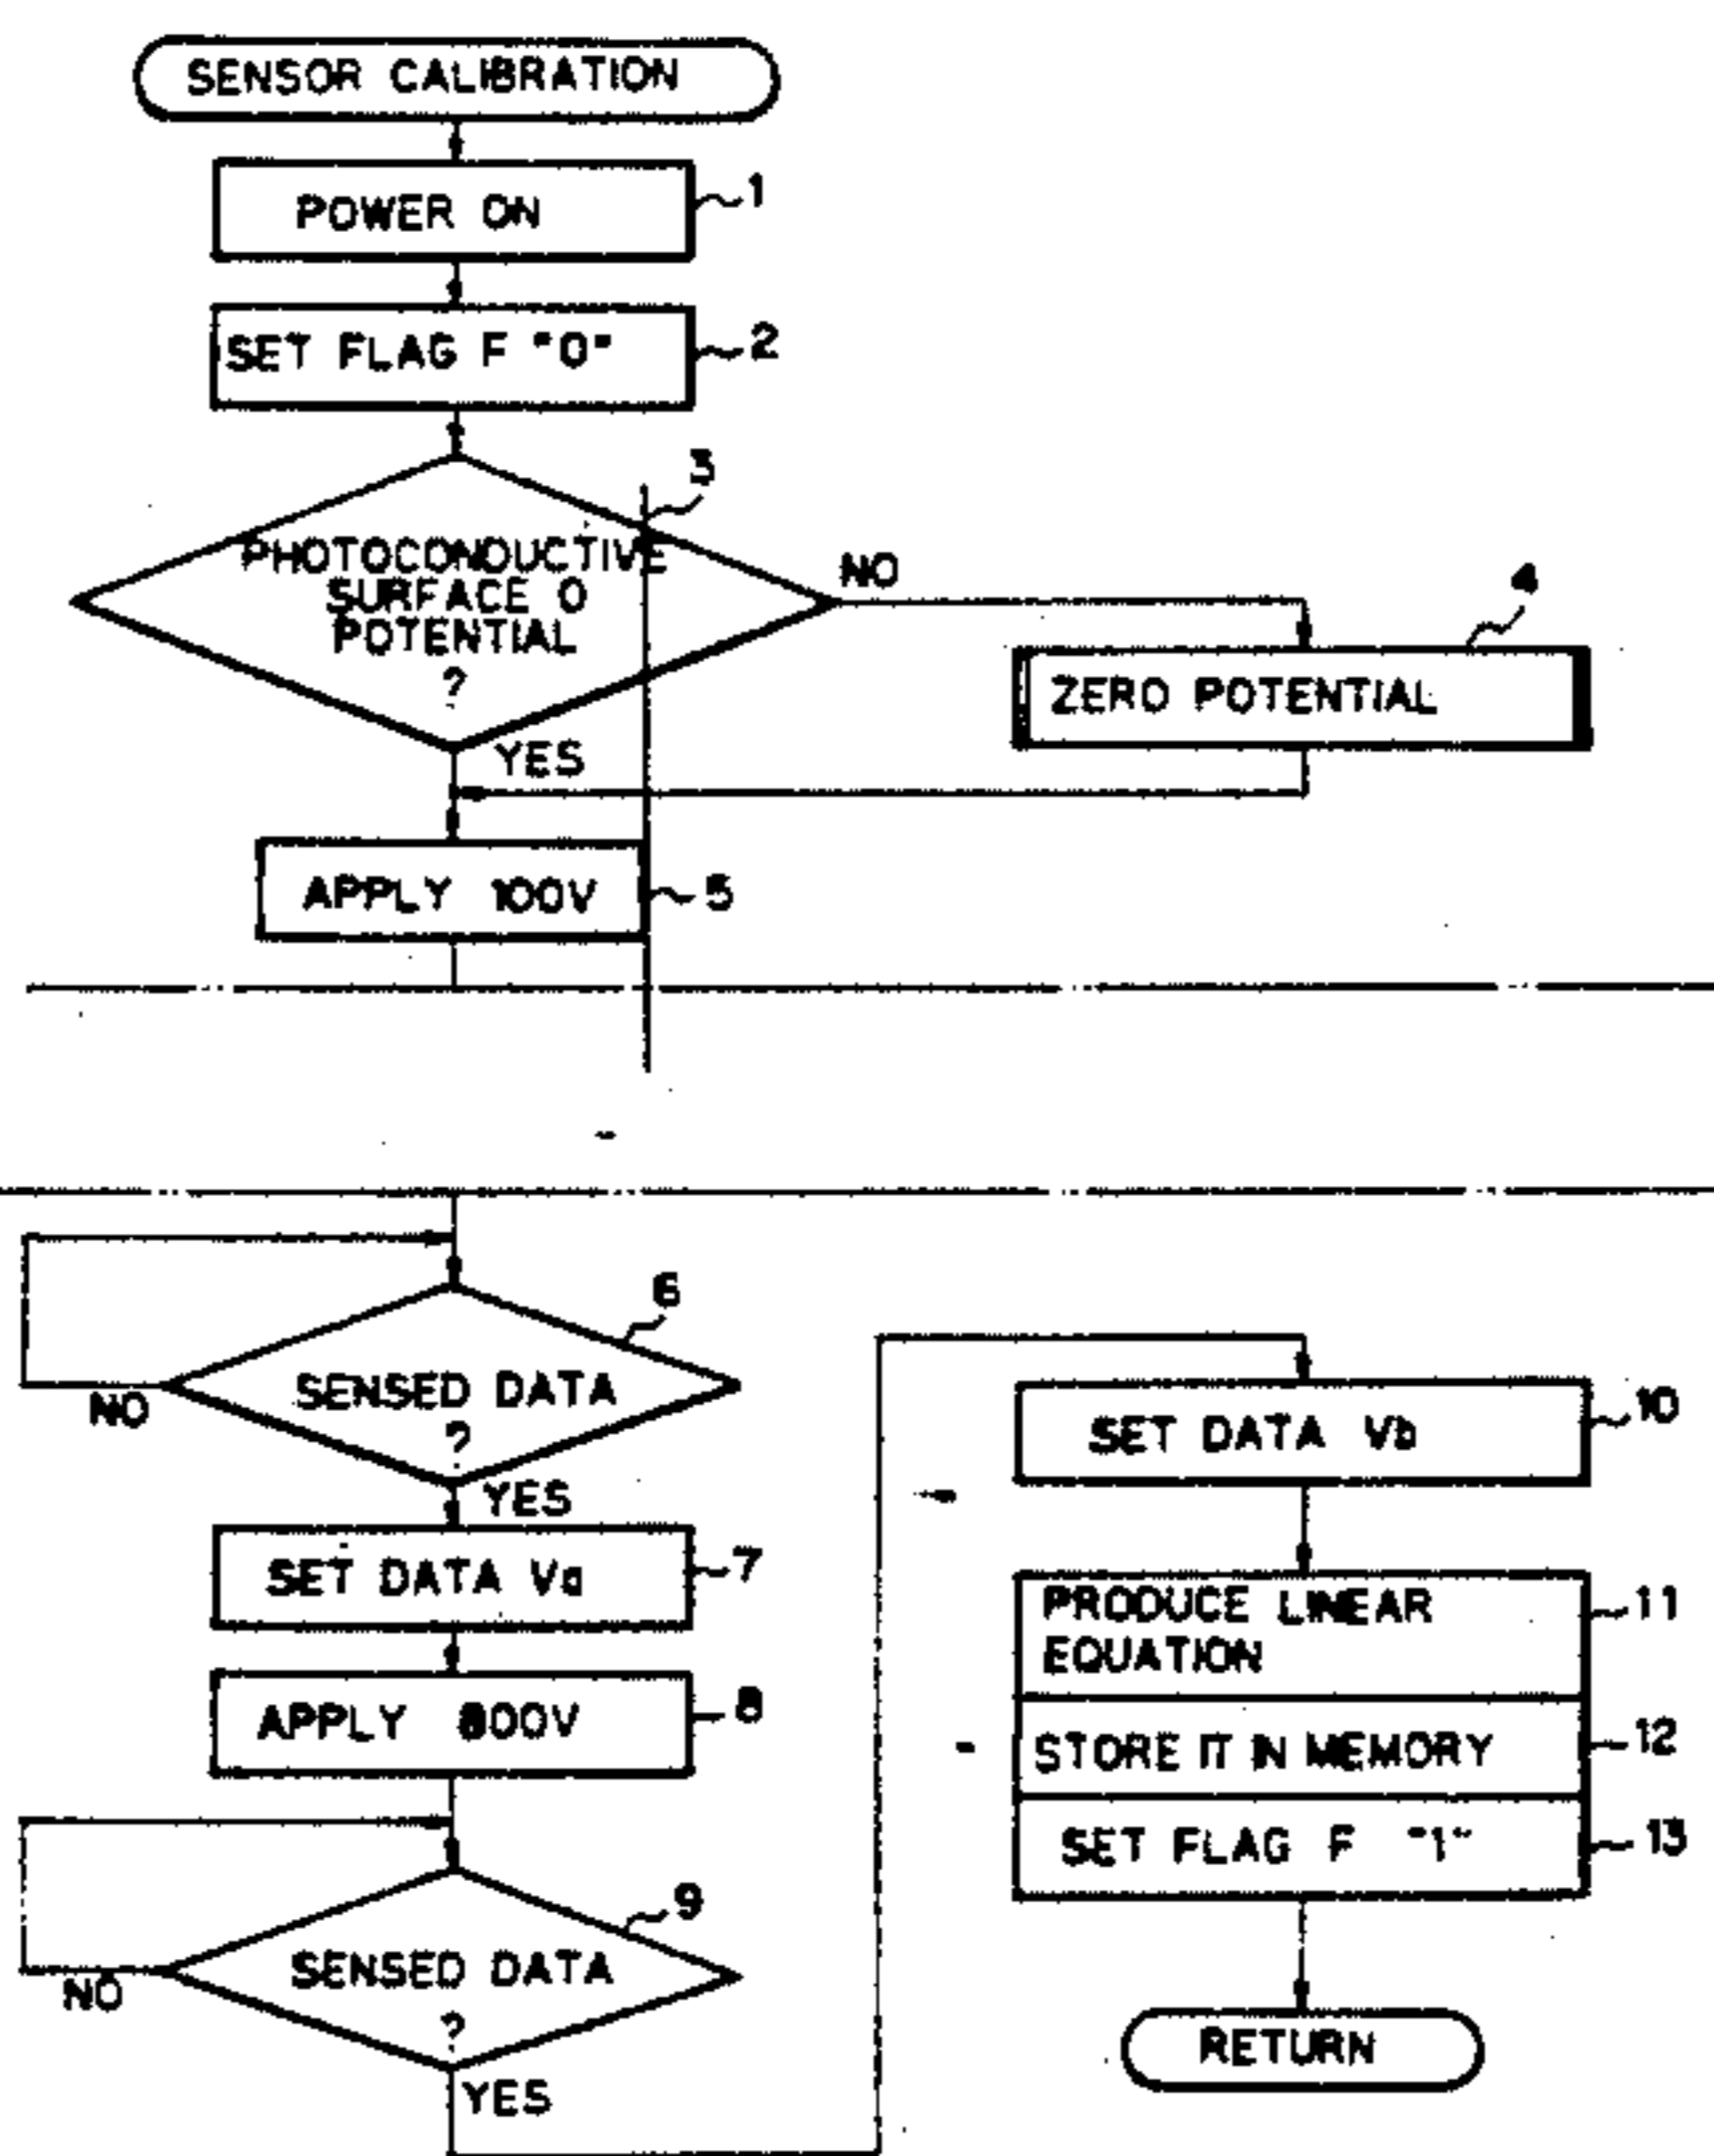 SENSOR CALIBRATION
POWER ON
1
SET FLAG F "0"
2
3
PHOTOCONDUCTIVE
SURFACE 0
POTENTIAL
?
NO
4
ZERO POTENTIAL
YES
APPLY 100V
5
6
SENSED DATA
?
NO
YES
SET DATA Va
7
APPLY 800V
8
9
SENSED DATA
?
NO
YES
SET DATA Vb
10
PRODUCE LINEAR
EQUATION
11
STORE IT IN MEMORY
12
SET FLAG F "1"
13
RETURN